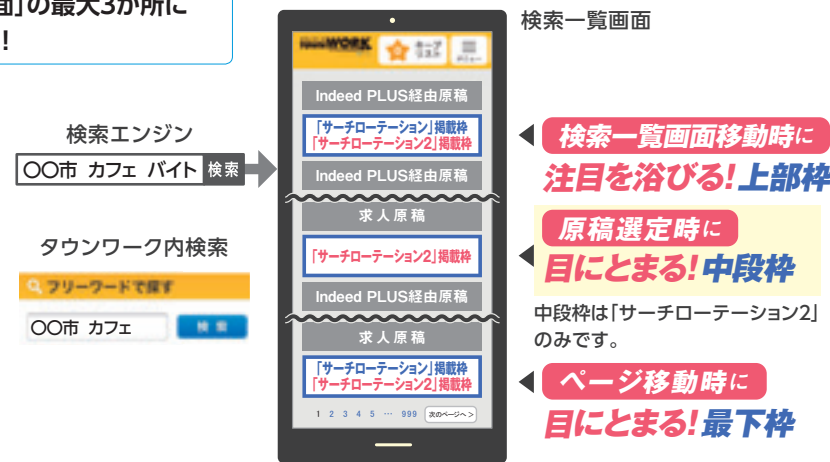 面」の最大3か所に
!
検索一覧画面
WORK
キープ
リスト
メニュー
Indeed PLUS経由原稿
「サーチローテーション」掲載枠
「サーチローテーション2」掲載枠
Indeed PLUS経由原稿
求人原稿
「サーチローテーション2」掲載枠
Indeed PLUS経由原稿
求人原稿
「サーチローテーション」掲載枠
「サーチローテーション2」掲載枠
1 2 3 4 5 … 999 次のページへ >
検索エンジン
〇〇市 カフェ バイト 検索
タウンワーク内検索
フリーワードで探す
〇〇市 カフェ 検索
検索一覧画面移動時に
注目を浴びる!上部枠
原稿選定時に
目にとまる!中段枠
中段枠は「サーチローテーション2」
のみです。
ページ移動時に
目にとまる!最下枠